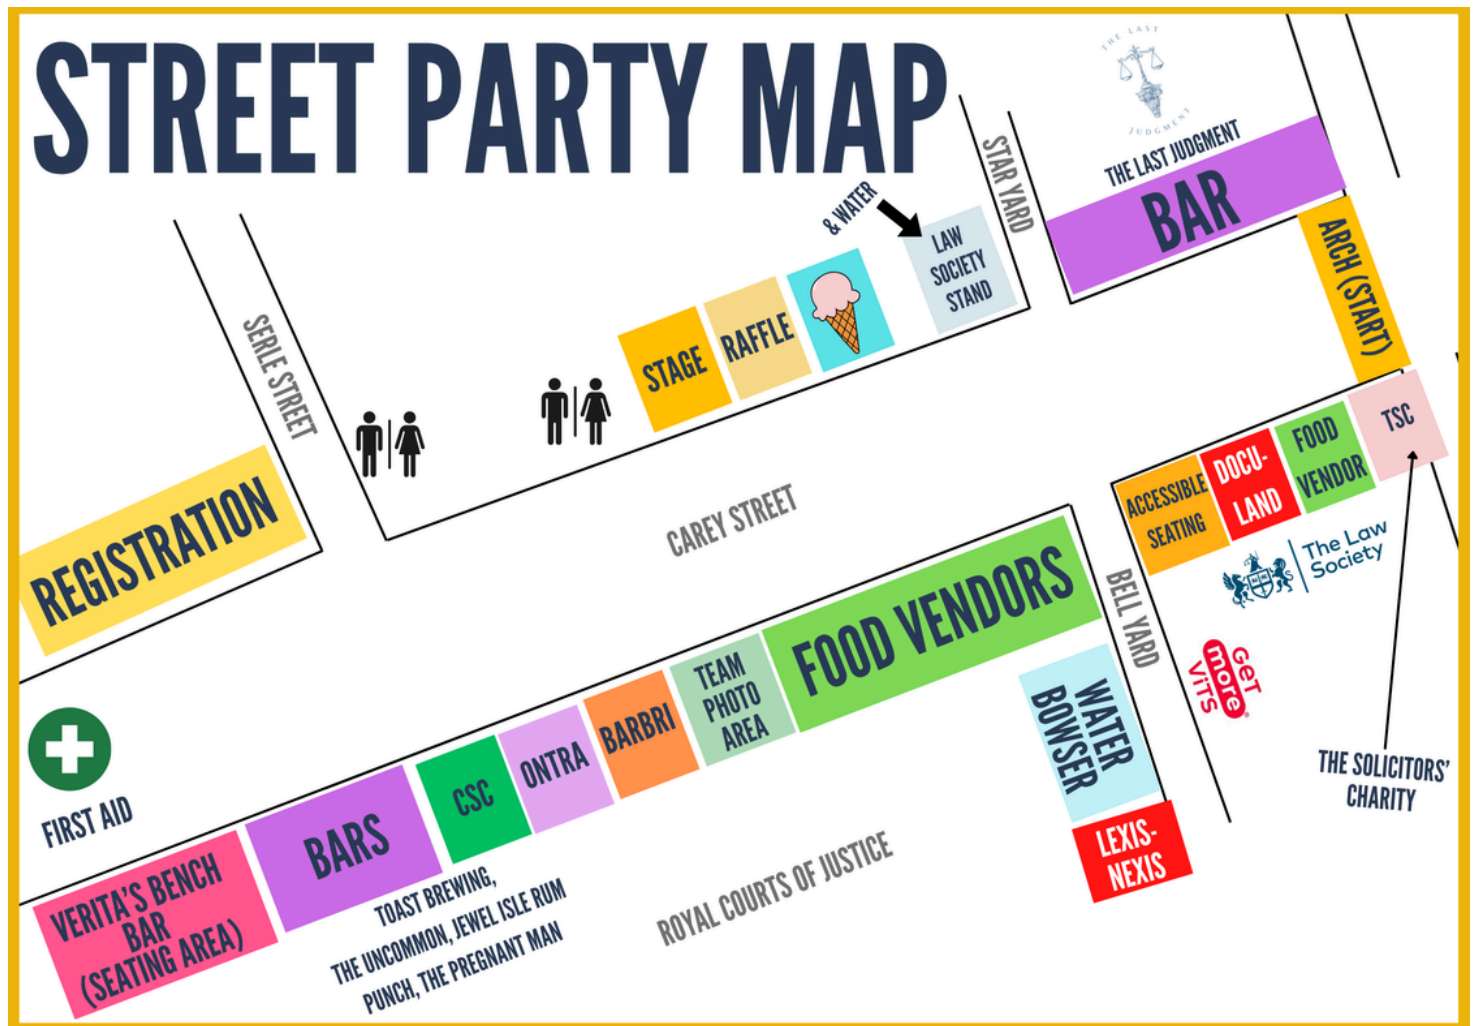 STREET PARTY MAP
THE LAST
JUDGMENT
THE LAST JUDGMENT
BAR
STAR YARD
& WATER
LAW
SOCIETY
STAND
ARCH (START)
STAGE
RAFFLE
SERLE STREET
REGISTRATION
CAREY STREET
TSC
FOOD
VENDOR
DOCU-
LAND
ACCESSIBLE
SEATING
The Law
Society
BELL YARD
GET
more
ViTS
THE SOLICITORS'
CHARITY
FOOD VENDORS
TEAM
PHOTO
AREA
BARBRI
ONTRA
CSC
BARS
WATER
BOWSER
LEXIS-
NEXIS
FIRST AID
VERITA'S BENCH
BAR
(SEATING AREA)
TOAST BREWING,
THE UNCOMMON, JEWEL ISLE RUM
PUNCH, THE PREGNANT MAN
ROYAL COURTS OF JUSTICE